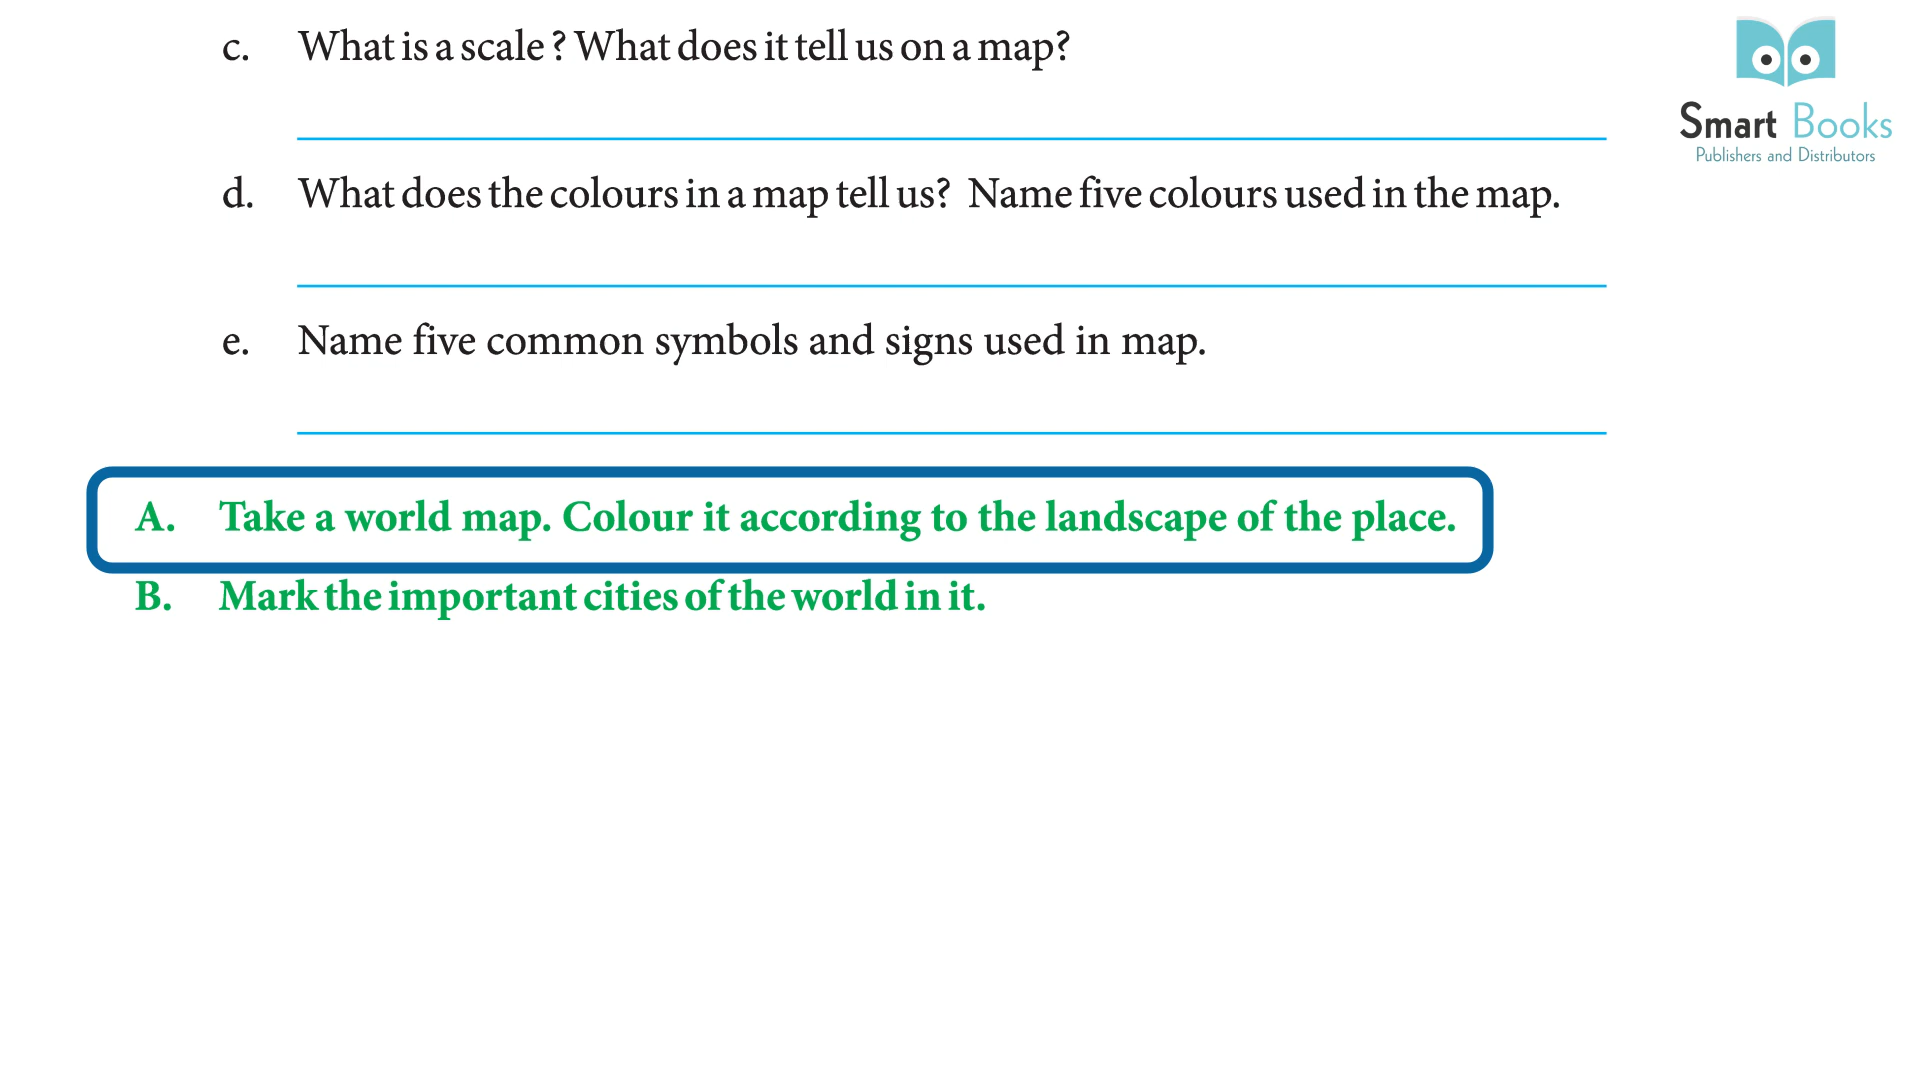 c. What is a scale ? What does it tell us on a map?
Smart Books
Publishers and Distributors
d. What does the colours in a map tell us? Name five colours used in the map.
e. Name five common symbols and signs used in map.
A. Take a world map. Colour it according to the landscape of the place.
B. Mark the important cities of the world in it.